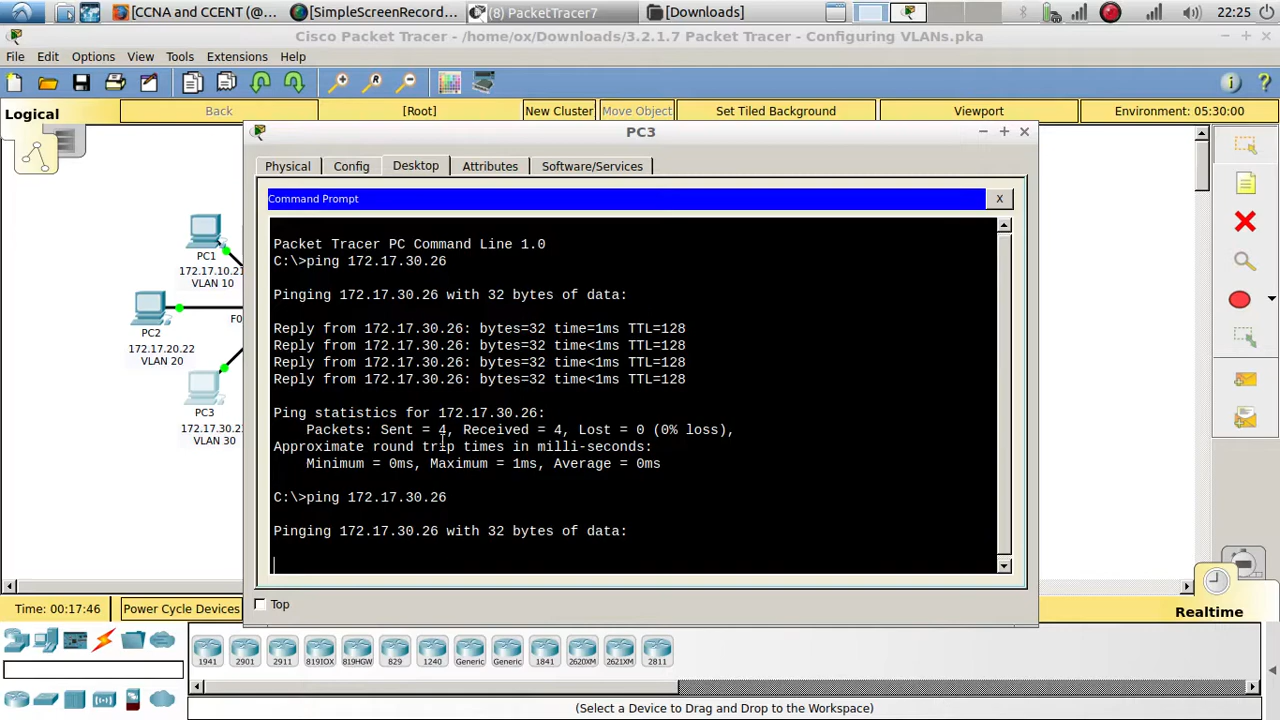 [CCNA and CCENT (@...
[SimpleScreenRecord...
(8) PacketTracer7
[Downloads]
22:25
Cisco Packet Tracer - /home/ox/Downloads/3.2.1.7 Packet Tracer - Configuring VLANs.pka
File Edit Options View Tools Extensions Help
Logical
Back
[Root]
New Cluster
Move Object
Set Tiled Background
Viewport
Environment: 05:30:00
PC3
Physical Config Desktop Attributes Software/Services
Command Prompt
X
Packet Tracer PC Command Line 1.0
C:\>ping 172.17.30.26
Pinging 172.17.30.26 with 32 bytes of data:
Reply from 172.17.30.26: bytes=32 time=1ms TTL=128
Reply from 172.17.30.26: bytes=32 time<1ms TTL=128
Reply from 172.17.30.26: bytes=32 time<1ms TTL=128
Reply from 172.17.30.26: bytes=32 time<1ms TTL=128
Ping statistics for 172.17.30.26:
Packets: Sent = 4, Received = 4, Lost = 0 (0% loss),
Approximate round trip times in milli-seconds:
Minimum = 0ms, Maximum = 1ms, Average = 0ms
C:\>ping 172.17.30.26
Pinging 172.17.30.26 with 32 bytes of data:
PC1
172.17.10.21
VLAN 10
PC2
172.17.20.22
VLAN 20
F0
PC3
172.17.30.2
VLAN 30
Top
Time: 00:17:46
Power Cycle Devices
Realtime
1941 2901 2911 819IOX 819HGW 829 1240 Generic Generic 1841 2620XM 2621XM 2811
(Select a Device to Drag and Drop to the Workspace)